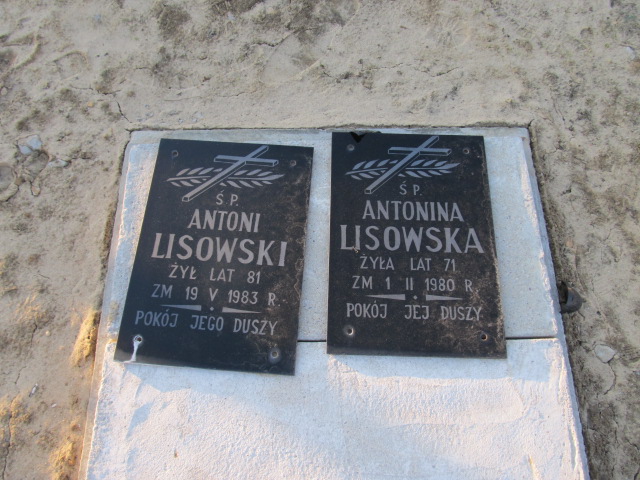 Ś. P.
ANTONI
LISOWSKI
ŻYŁ LAT 81
ZM 19 V 1983 R
POKÓJ JEGO DUSZY
Ś. P.
ANTONINA
LISOWSKA
ŻYŁA LAT 71
ZM 1 II 1980 R
POKÓJ JEJ DUSZY